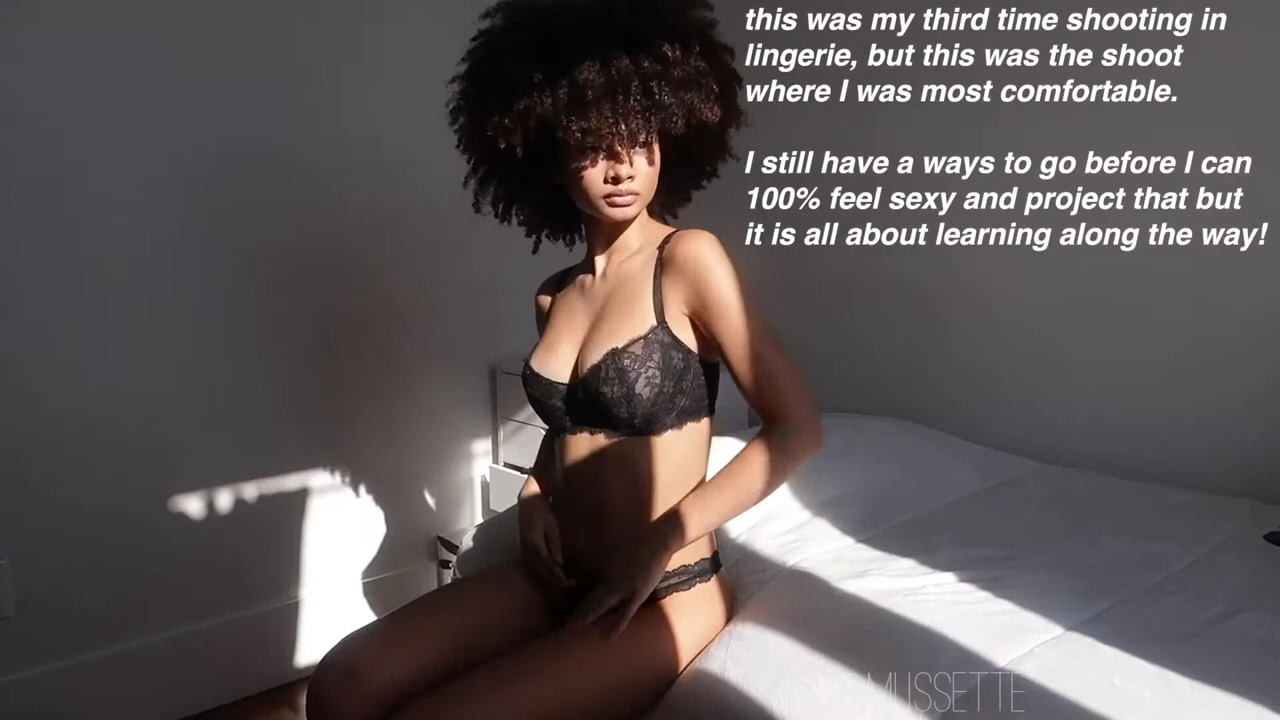 this was my third time shooting in
lingerie, but this was the shoot
where I was most comfortable.
I still have a ways to go before I can
100% feel sexy and project that but
it is all about learning along the way!
MUSSETTE